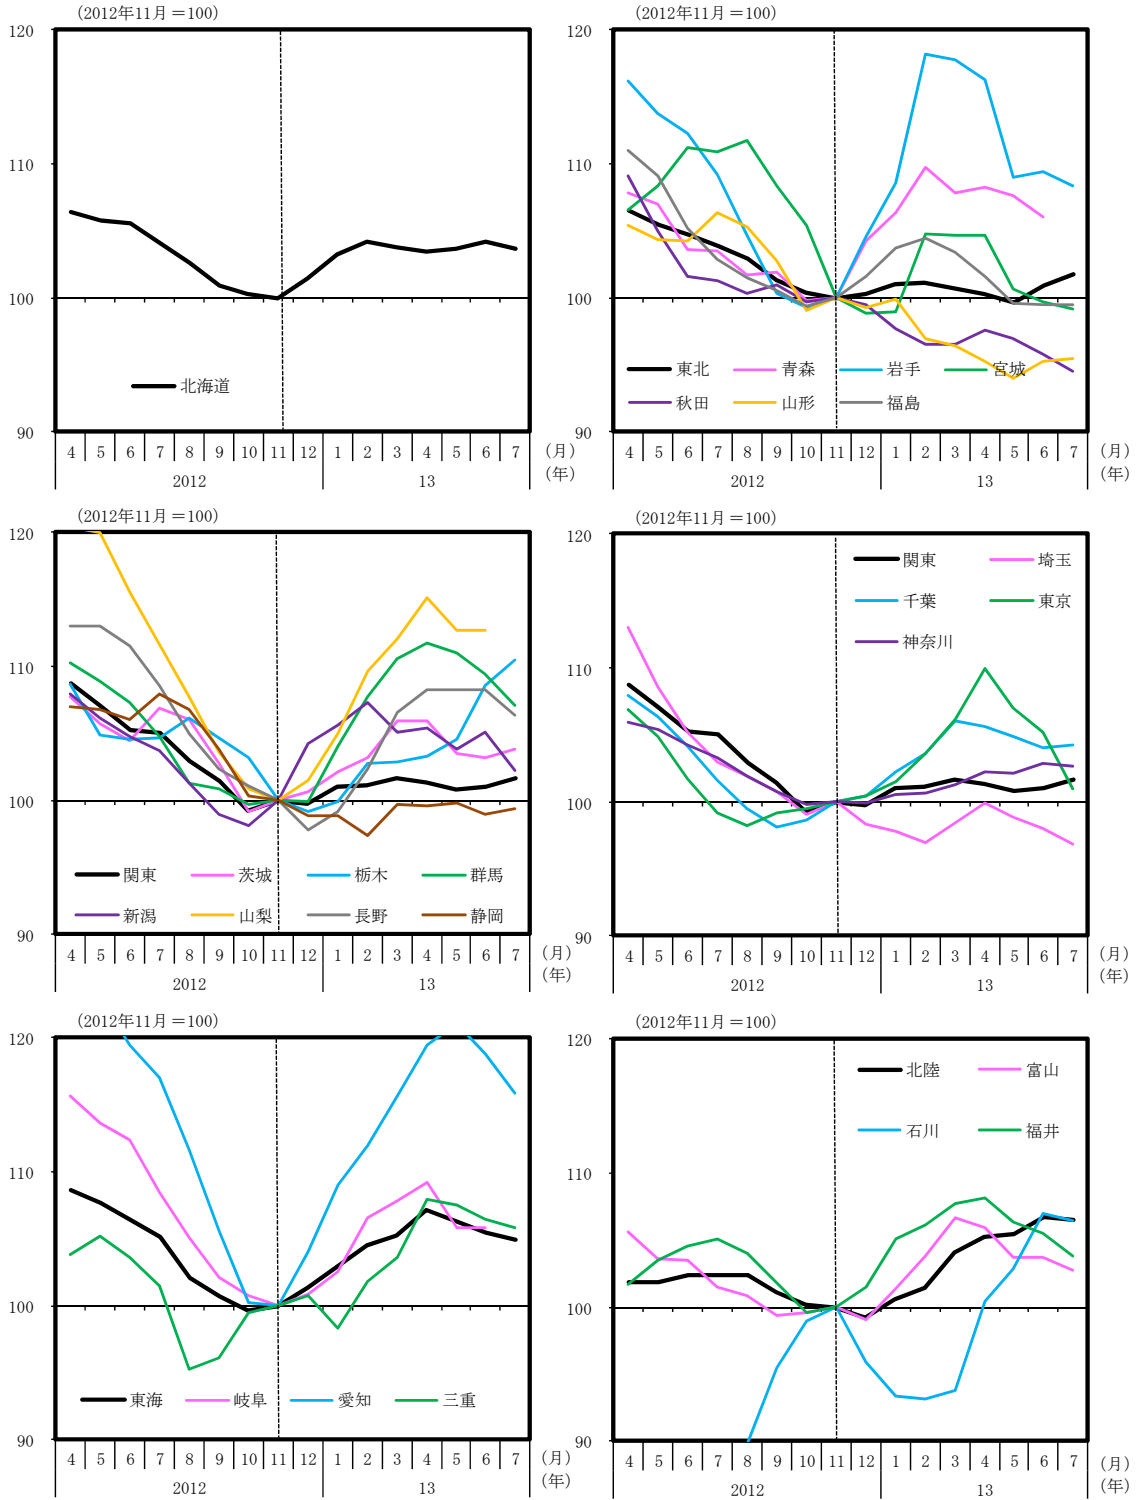 (2012年11月＝100)
120
110
100
90
北海道
4 5 6 7 8 9 10 11 12 1 2 3 4 5 6 7 (月)
2012 13 (年)
(2012年11月＝100)
120
110
100
90
東北 青森 岩手 宮城
秋田 山形 福島
4 5 6 7 8 9 10 11 12 1 2 3 4 5 6 7 (月)
2012 13 (年)
(2012年11月＝100)
120
110
100
90
関東 茨城 栃木 群馬
新潟 山梨 長野 静岡
4 5 6 7 8 9 10 11 12 1 2 3 4 5 6 7 (月)
2012 13 (年)
(2012年11月＝100)
120
110
100
90
関東 埼玉
千葉 東京
神奈川
4 5 6 7 8 9 10 11 12 1 2 3 4 5 6 7 (月)
2012 13 (年)
(2012年11月＝100)
120
110
100
90
東海 岐阜 愛知 三重
4 5 6 7 8 9 10 11 12 1 2 3 4 5 6 7 (月)
2012 13 (年)
(2012年11月＝100)
120
110
100
90
北陸 富山
石川 福井
4 5 6 7 8 9 10 11 12 1 2 3 4 5 6 7 (月)
2012 13 (年)